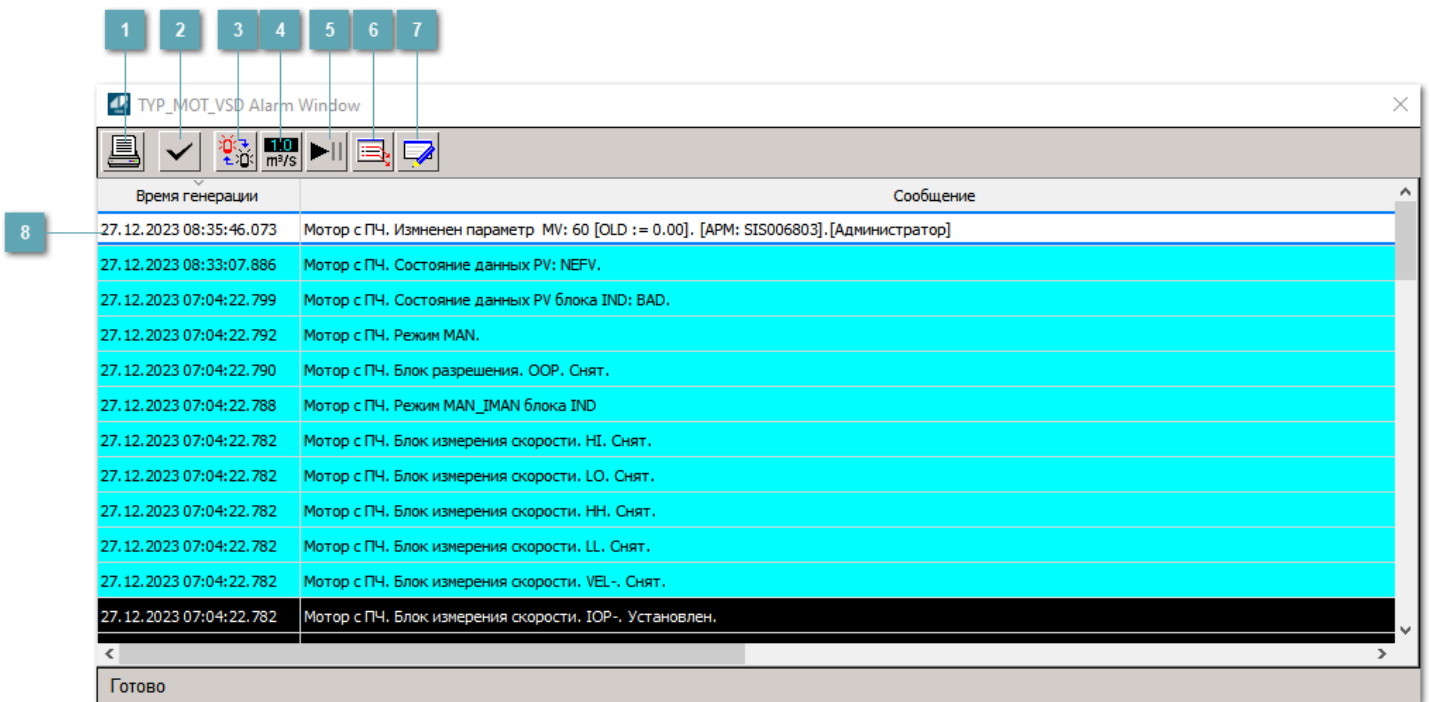 1 2 3 4 5 6 7
TYP_MOT_VSD Alarm Window
1'0
m³/s
Время генерации Сообщение
8
27.12.2023 08:35:46.073 Мотор с ПЧ. Измненен параметр MV: 60 [OLD := 0.00]. [АРМ: SIS006803].[Администратор]
27.12.2023 08:33:07.886 Мотор с ПЧ. Состояние данных PV: NEFV.
27.12.2023 07:04:22.799 Мотор с ПЧ. Состояние данных PV блока IND: BAD.
27.12.2023 07:04:22.792 Мотор с ПЧ. Режим MAN.
27.12.2023 07:04:22.790 Мотор с ПЧ. Блок разрешения. OOP. Снят.
27.12.2023 07:04:22.788 Мотор с ПЧ. Режим MAN_IMAN блока IND
27.12.2023 07:04:22.782 Мотор с ПЧ. Блок измерения скорости. HI. Снят.
27.12.2023 07:04:22.782 Мотор с ПЧ. Блок измерения скорости. LO. Снят.
27.12.2023 07:04:22.782 Мотор с ПЧ. Блок измерения скорости. HH. Снят.
27.12.2023 07:04:22.782 Мотор с ПЧ. Блок измерения скорости. LL. Снят.
27.12.2023 07:04:22.782 Мотор с ПЧ. Блок измерения скорости. VEL-. Снят.
27.12.2023 07:04:22.782 Мотор с ПЧ. Блок измерения скорости. IOP-. Установлен.
Готово